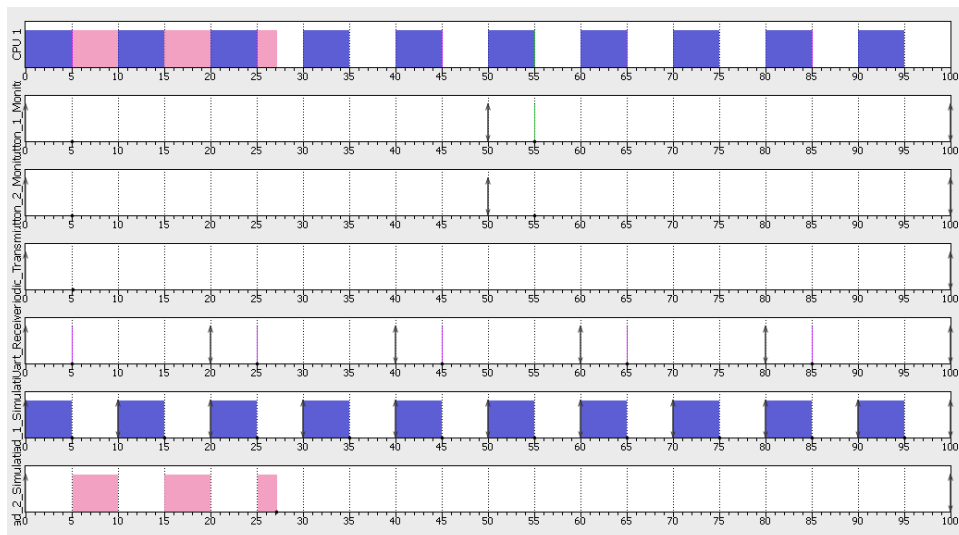 CPU 1
0 5 10 15 20 25 30 35 40 45 50 55 60 65 70 75 80 85 90 95 100
utton_1_Monit
0 5 10 15 20 25 30 35 40 45 50 55 60 65 70 75 80 85 90 95 100
utton_2_Monit
0 5 10 15 20 25 30 35 40 45 50 55 60 65 70 75 80 85 90 95 100
riodic_Transmi
0 5 10 15 20 25 30 35 40 45 50 55 60 65 70 75 80 85 90 95 100
Uart_Receive
0 5 10 15 20 25 30 35 40 45 50 55 60 65 70 75 80 85 90 95 100
ad_1_Simulati
0 5 10 15 20 25 30 35 40 45 50 55 60 65 70 75 80 85 90 95 100
ad_2_Simulati
0 5 10 15 20 25 30 35 40 45 50 55 60 65 70 75 80 85 90 95 100